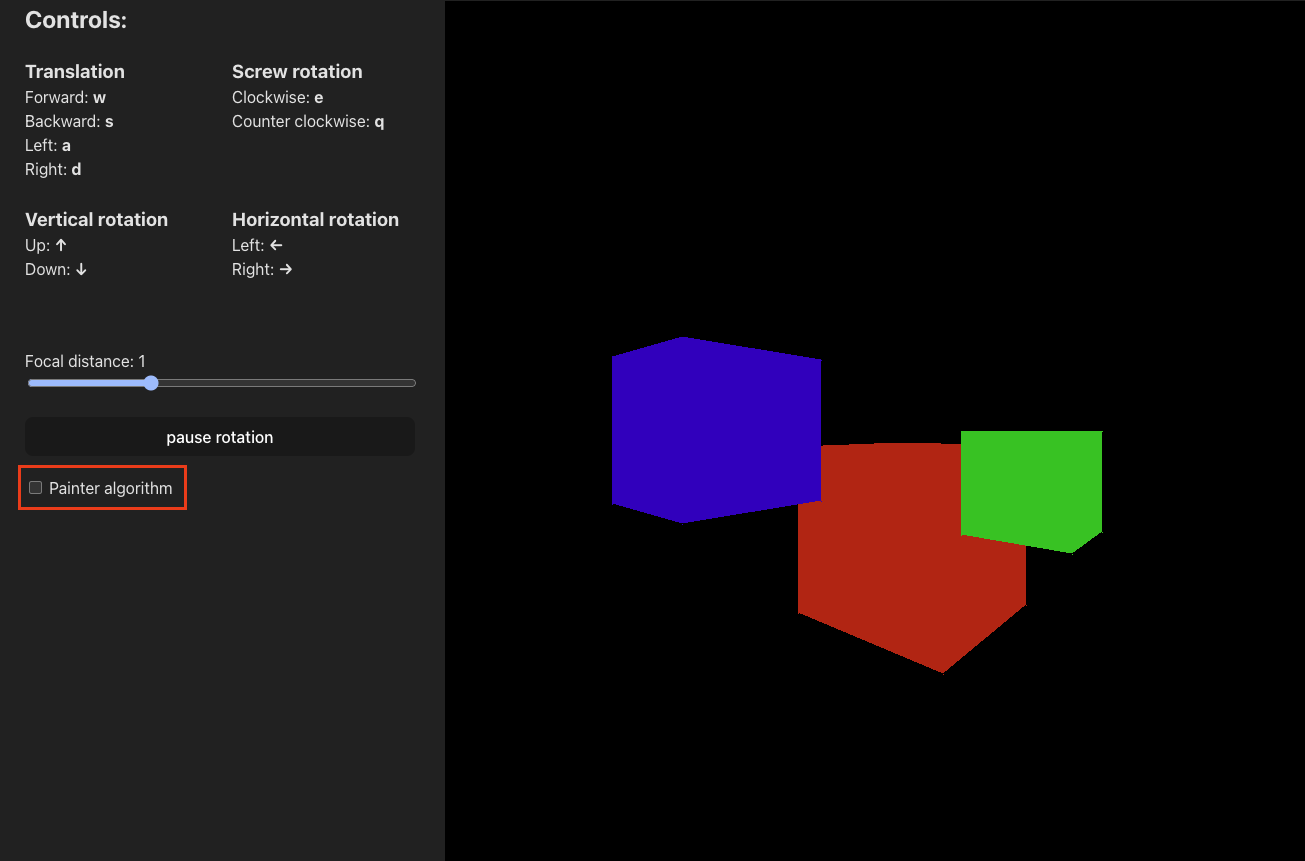 Controls:
Translation
Forward: w
Backward: s
Left: a
Right: d
Screw rotation
Clockwise: e
Counter clockwise: q
Vertical rotation
Up: ↑
Down: ↓
Horizontal rotation
Left: ←
Right: →
Focal distance: 1
pause rotation
Painter algorithm